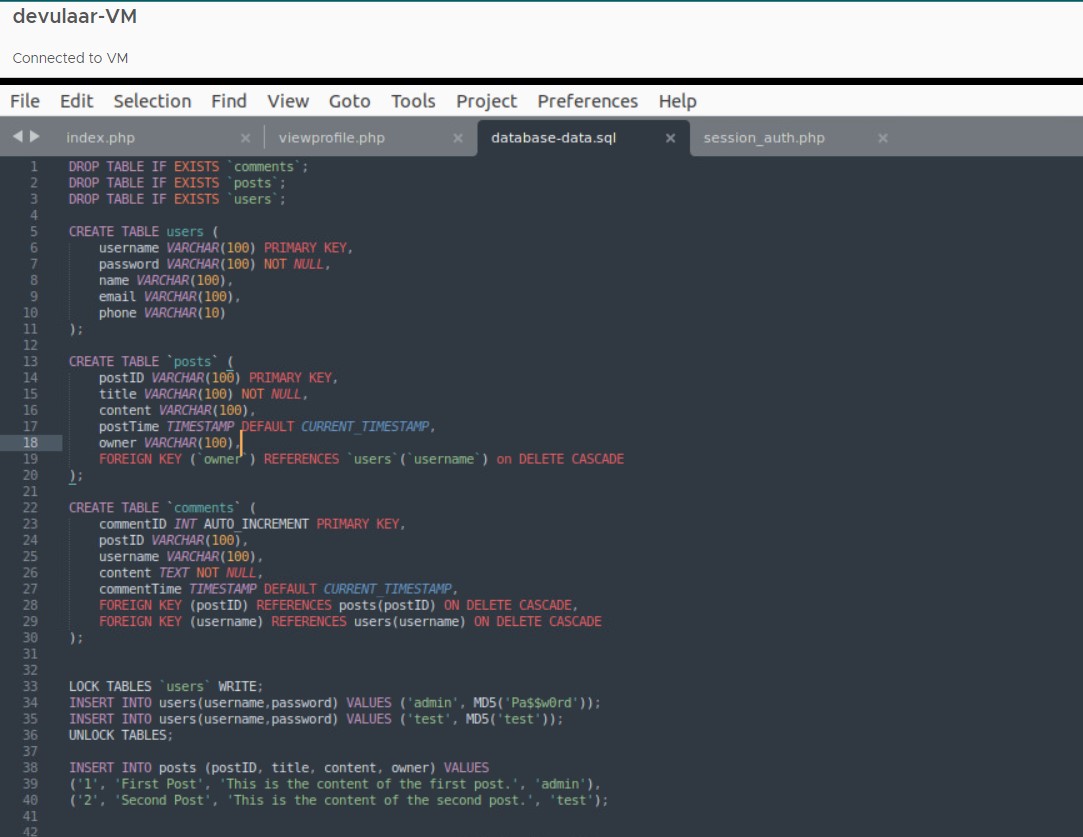 devulaar-VM
Connected to VM
File Edit Selection Find View Goto Tools Project Preferences Help
index.php × viewprofile.php × database-data.sql × session_auth.php ×
1 DROP TABLE IF EXISTS `comments`;
2 DROP TABLE IF EXISTS `posts`;
3 DROP TABLE IF EXISTS `users`;
4
5 CREATE TABLE users (
6 username VARCHAR(100) PRIMARY KEY,
7 password VARCHAR(100) NOT NULL,
8 name VARCHAR(100),
9 email VARCHAR(100),
10 phone VARCHAR(10)
11 );
12
13 CREATE TABLE `posts` (
14 postID VARCHAR(100) PRIMARY KEY,
15 title VARCHAR(100) NOT NULL,
16 content VARCHAR(100),
17 postTime TIMESTAMP DEFAULT CURRENT_TIMESTAMP,
18 owner VARCHAR(100),
19 FOREIGN KEY (`owner`) REFERENCES `users`(`username`) on DELETE CASCADE
20 );
21
22 CREATE TABLE `comments` (
23 commentID INT AUTO_INCREMENT PRIMARY KEY,
24 postID VARCHAR(100),
25 username VARCHAR(100),
26 content TEXT NOT NULL,
27 commentTime TIMESTAMP DEFAULT CURRENT_TIMESTAMP,
28 FOREIGN KEY (postID) REFERENCES posts(postID) ON DELETE CASCADE,
29 FOREIGN KEY (username) REFERENCES users(username) ON DELETE CASCADE
30 );
31
32
33 LOCK TABLES `users` WRITE;
34 INSERT INTO users(username,password) VALUES ('admin', MD5('Pa$$w0rd'));
35 INSERT INTO users(username,password) VALUES ('test', MD5('test'));
36 UNLOCK TABLES;
37
38 INSERT INTO posts (postID, title, content, owner) VALUES
39 ('1', 'First Post', 'This is the content of the first post.', 'admin'),
40 ('2', 'Second Post', 'This is the content of the second post.', 'test');
41
42